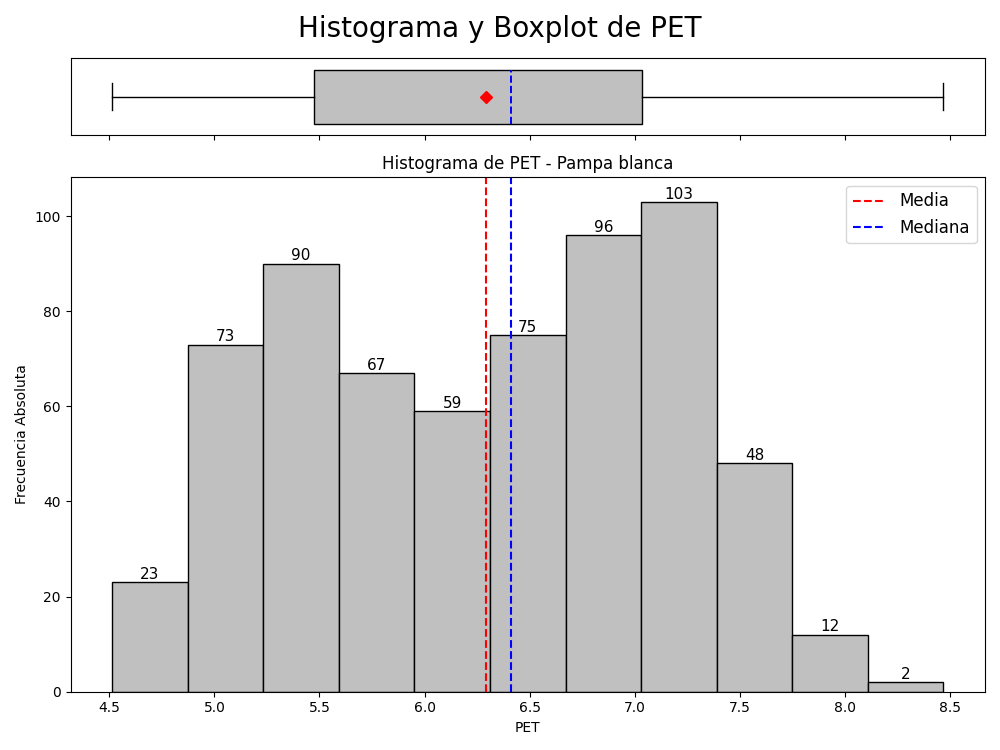 Histograma y Boxplot de PET
Histograma de PET - Pampa blanca
Media
Mediana
103
96
90
75
73
67
59
48
23
12
2
100
80
60
40
20
0
Frecuencia Absoluta
4.5 5.0 5.5 6.0 6.5 7.0 7.5 8.0 8.5
PET